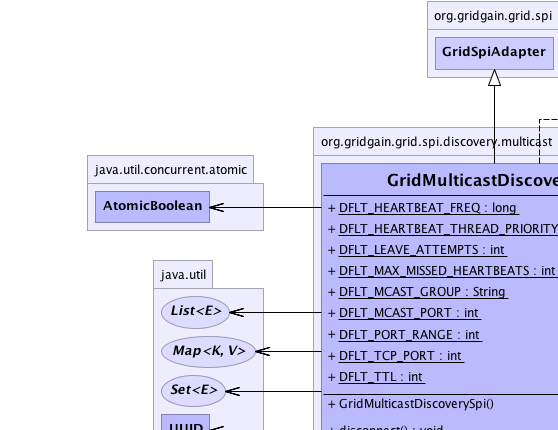 org.gridgain.grid.spi
GridSpiAdapter
org.gridgain.grid.spi.discovery.multicast
java.util.concurrent.atomic
AtomicBoolean
GridMulticastDiscove
+ DFLT_HEARTBEAT_FREQ : long
+ DFLT_HEARTBEAT_THREAD_PRIORITY
+ DFLT_LEAVE_ATTEMPTS : int
+ DFLT_MAX_MISSED_HEARTBEATS : int
+ DFLT_MCAST_GROUP : String
+ DFLT_MCAST_PORT : int
+ DFLT_PORT_RANGE : int
+ DFLT_TCP_PORT : int
+ DFLT_TTL : int
+ GridMulticastDiscoverySpi()
+ disconnect() : void
java.util
List<E>
Map<K, V>
Set<E>
UUID